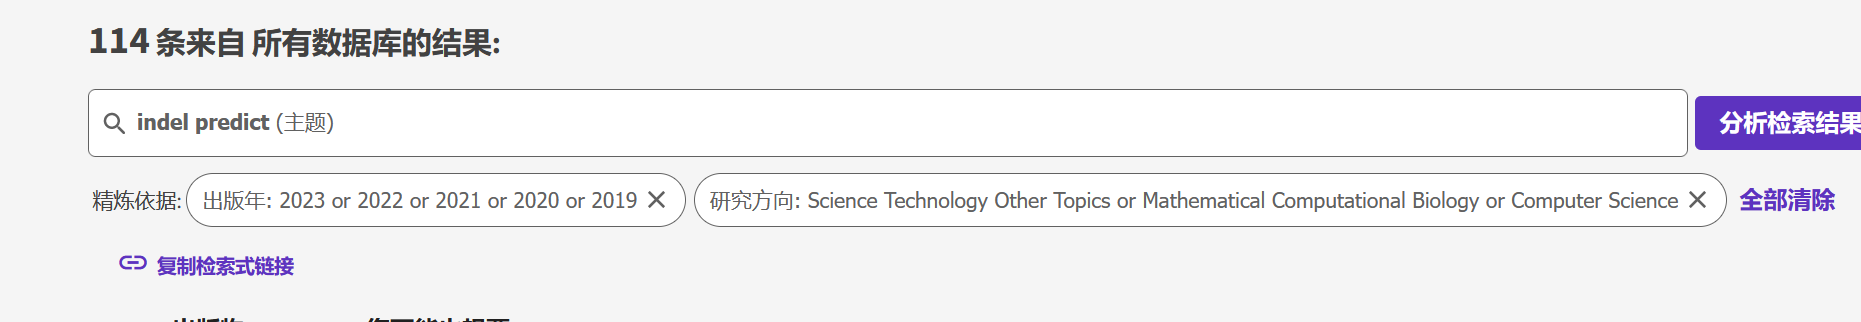 114 条来自 所有数据库的结果:
indel predict (主题)
分析检索结果
精炼依据: 出版年: 2023 or 2022 or 2021 or 2020 or 2019 研究方向: Science Technology Other Topics or Mathematical Computational Biology or Computer Science 全部清除
复制检索式链接